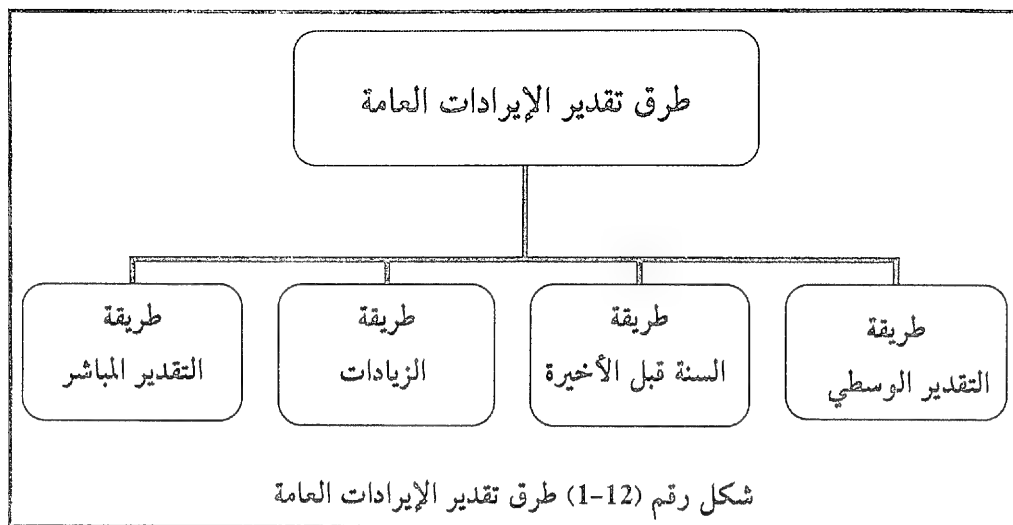 طرق تقدير الإيرادات العامة
طريقة
التقدير الوسطي
طريقة
السنة قبل الأخيرة
طريقة
الزيادات
طريقة
التقدير المباشر
شكل رقم (12-1) طرق تقدير الإيرادات العامة